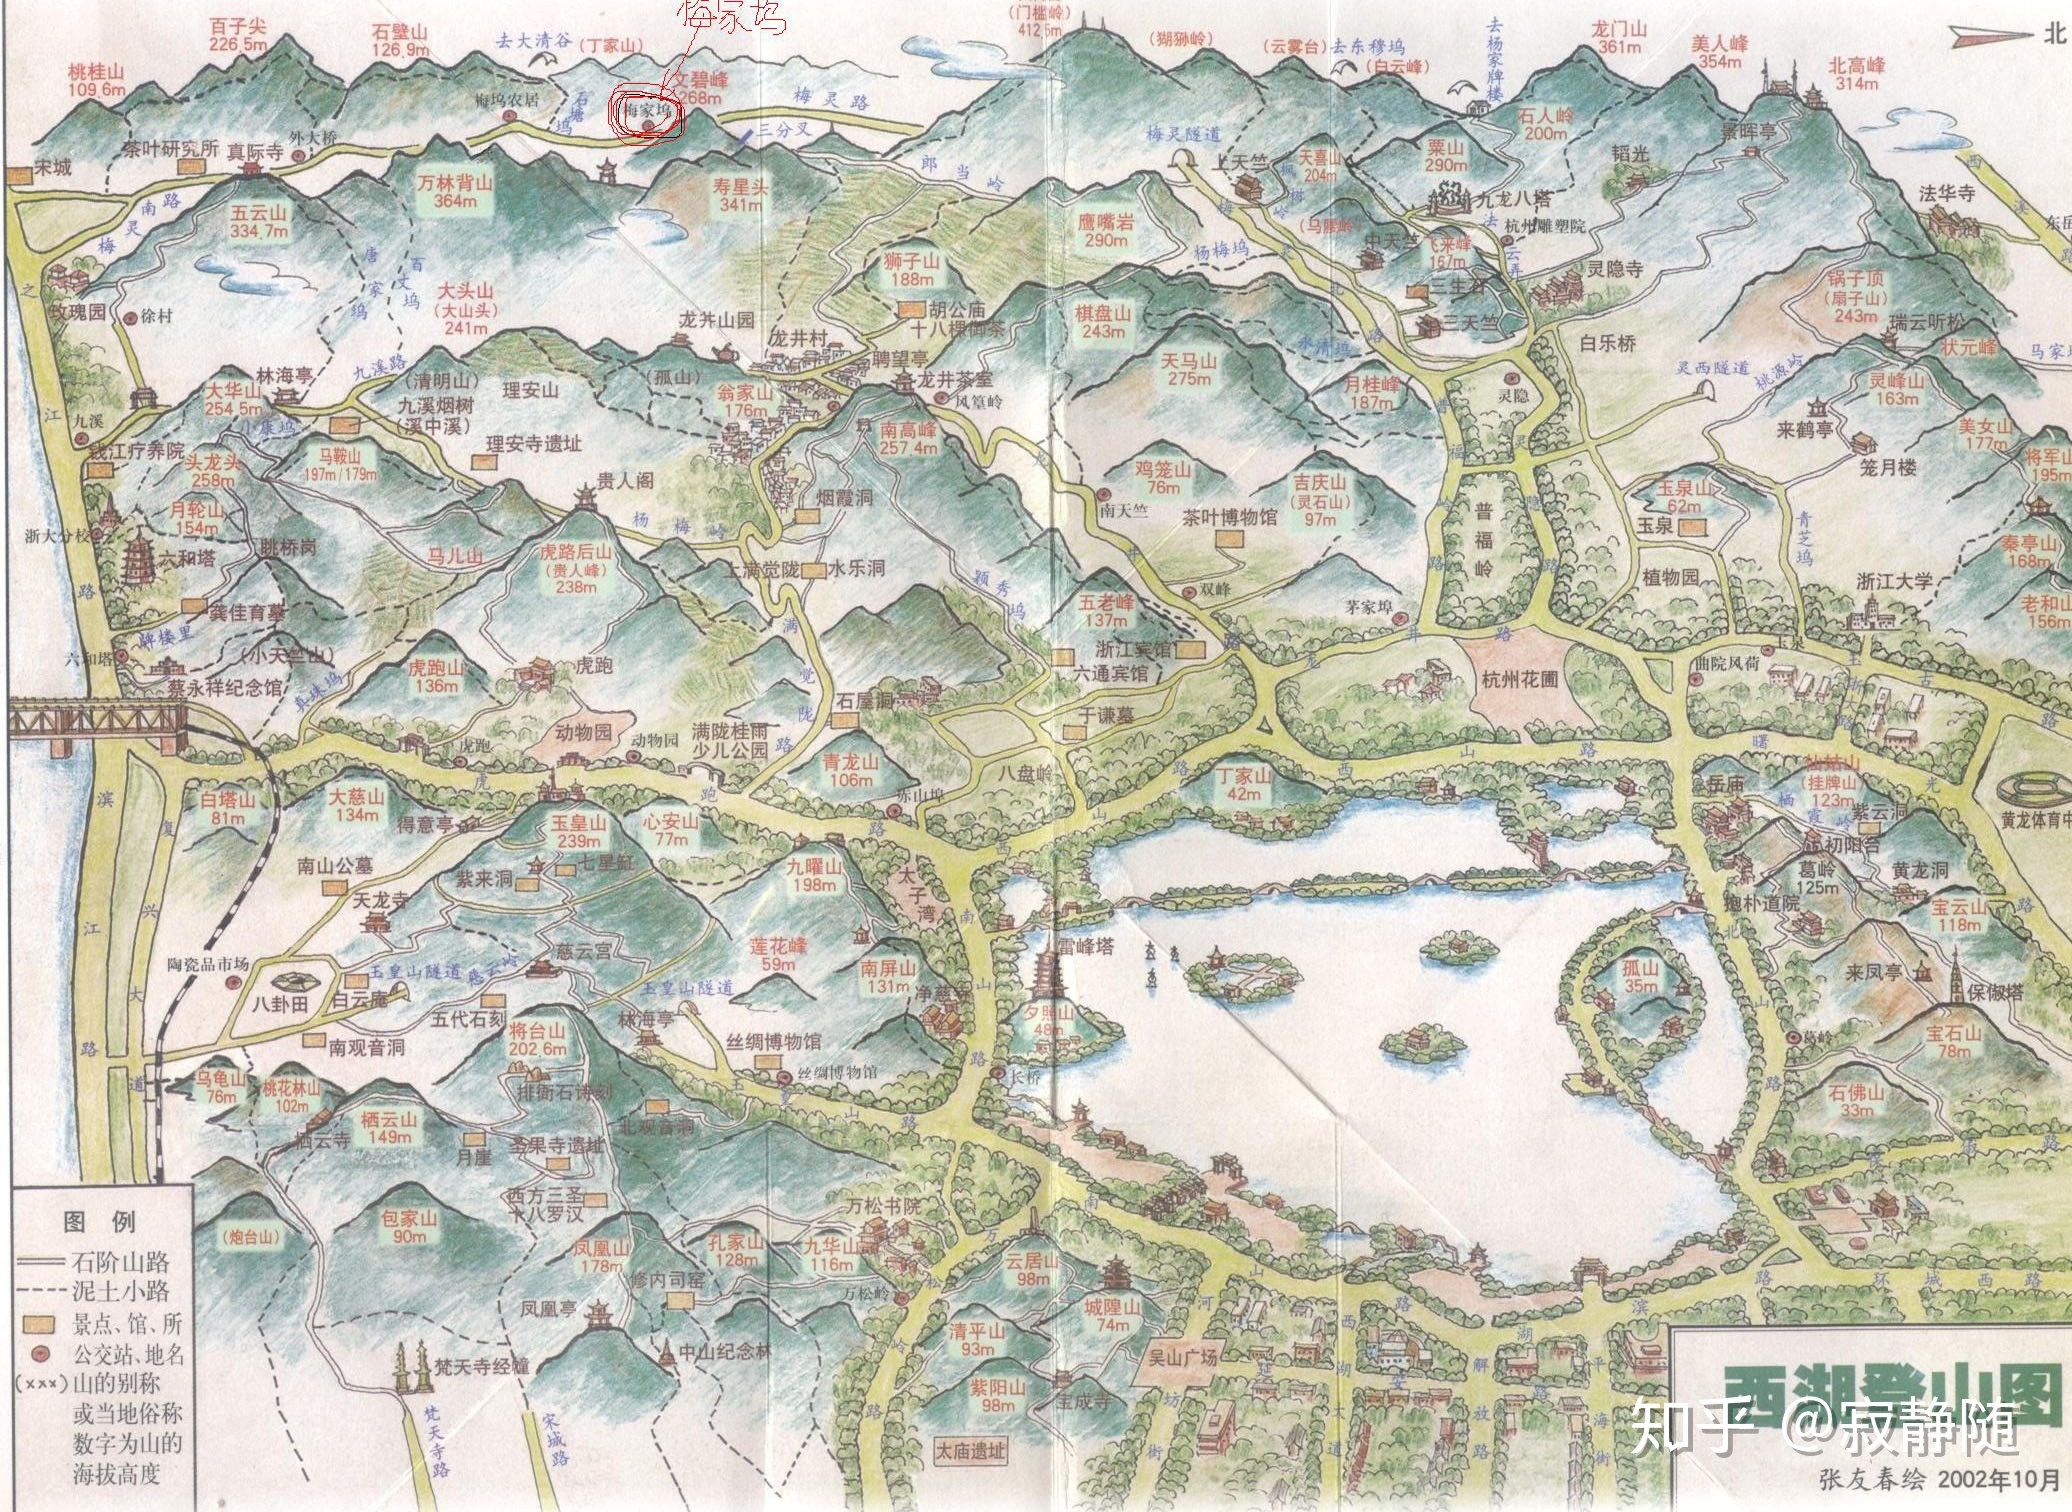 梅家坞
百子尖
226.5m
石壁山
126.9m
去大清谷
(丁家山)
(门槛岭)
(猢狲岭)
(云雾台)
去东穆坞
(白云峰)
去杨家牌楼
龙门山
361m
美人峰
354m
北高峰
314m
北
桃桂山
109.6m
梅坞农居
石塘坞
梅家坞
文碧峰
268m
梅灵路
三分叉
宋城
茶叶研究所
真际寺
外大桥
梅灵南路
五云山
334.7m
万林背山
364m
寿星头
341m
郎当岭
鹰嘴岩
290m
梅灵隧道
上天竺
天喜山
204m
枫树岭
栗山
290m
石人岭
200m
韬光
景晖亭
九龙八塔
杭州雕塑院
法云弄
法华寺
(乌腰岭)
中天竺
飞来峰
167m
三生石
三天竺
灵隐寺
白乐桥
杨梅坞
玫瑰园
徐村
之江路
唐家坞
百丈坞
大头山
(大山头)
241m
狮子山
188m
胡公庙
十八棵御茶
龙井山园
龙井村
聘望亭
龙井茶室
风篁岭
棋盘山
243m
天马山
275m
月桂峰
187m
灵隐
锅子顶
(扇子山)
243m
瑞云听松
状元峰
灵西隧道
桃源岭
灵峰山
163m
来鹤亭
笼月楼
美女山
177m
将军山
195m
大华山
254.5m
林海亭
九溪路
(清明山)
九溪烟树
(溪中溪)
理安山
(孤山)
翁家山
176m
理安寺遗址
南高峰
257.4m
九溪
小康坞
钱江疗养院
头龙头
258m
马鞍山
197m/179m
月轮山
154m
贵人阁
杨梅岭
烟霞洞
鸡笼山
76m
吉庆山
(灵石山)
97m
南天竺
茶叶博物馆
普福岭
普福岭路
灵隐路
玉泉山
62m
玉泉
植物园
青芝坞
浙江大学
秦亭山
168m
老和山
156m
浙大分校
六和塔
眺桥岗
马儿山
虎跑后山
(贵人峰)
238m
上满觉陇
水乐洞
颖秀坞
五老峰
137m
双峰
茅家埠
龚佳育墓
牌楼里
六和塔
(小天竺山)
蔡永祥纪念馆
真珠坞
虎跑山
136m
虎跑
满觉陇路
石屋洞
浙江宾馆
六通宾馆
于谦墓
龙井路
杭州花圃
曲院风荷
玉泉
动物园
虎跑
动物园
满陇桂雨
少儿公园
青龙山
106m
八盘岭
赤山埠
虎跑路
丁家山
42m
西山路
曙光路
岳庙
仙姑山
(挂牌山)
123m
栖霞岭
紫云洞
初阳台
葛岭
125m
抱朴道院
黄龙洞
宝云山
118m
白塔山
81m
大慈山
134m
得意亭
玉皇山
239m
心安山
77m
九曜山
198m
太子湾
紫来洞
七星缸
南山公墓
天龙寺
慈云宫
莲花峰
59m
南屏山
131m
净慈寺
雷峰塔
夕照山
48m
孤山
35m
来凤亭
保俶塔
宝石山
78m
葛岭
北山路
石佛山
33m
陶瓷品市场
八卦田
玉皇山隧道
慈云岭
白云庵
五代石刻
南观音洞
玉皇山隧道
林海亭
丝绸博物馆
丝绸博物馆
长桥
南山路
滨江大道
复兴路
将台山
202.6m
排衙石诗刻
乌龟山
76m
桃花林山
102m
栖云山
149m
栖云寺
月崖
圣果寺遗址
北观音洞
玉皇山路
西方三圣
十八罗汉
(炮台山)
包家山
90m
凤凰山
178m
修内司窑
孔家山
128m
九华山
116m
万松书院
万松岭
万松岭路
云居山
98m
城隍山
74m
清平山
93m
紫阳山
98m
宝成寺
太庙遗址
吴山广场
凤凰亭
中山纪念林
梵天寺经幢
梵天寺路
宋城路
河坊街
延安路
西湖大道
解放路
平海街
湖滨路
环城西路
图例
石阶山路
泥土小路
景点、馆、所
公交站、地名
(×××)山的别称
或当地俗称
数字为山的
海拔高度
西湖登山图
知乎 @寂静随
张友春绘 2002年10月